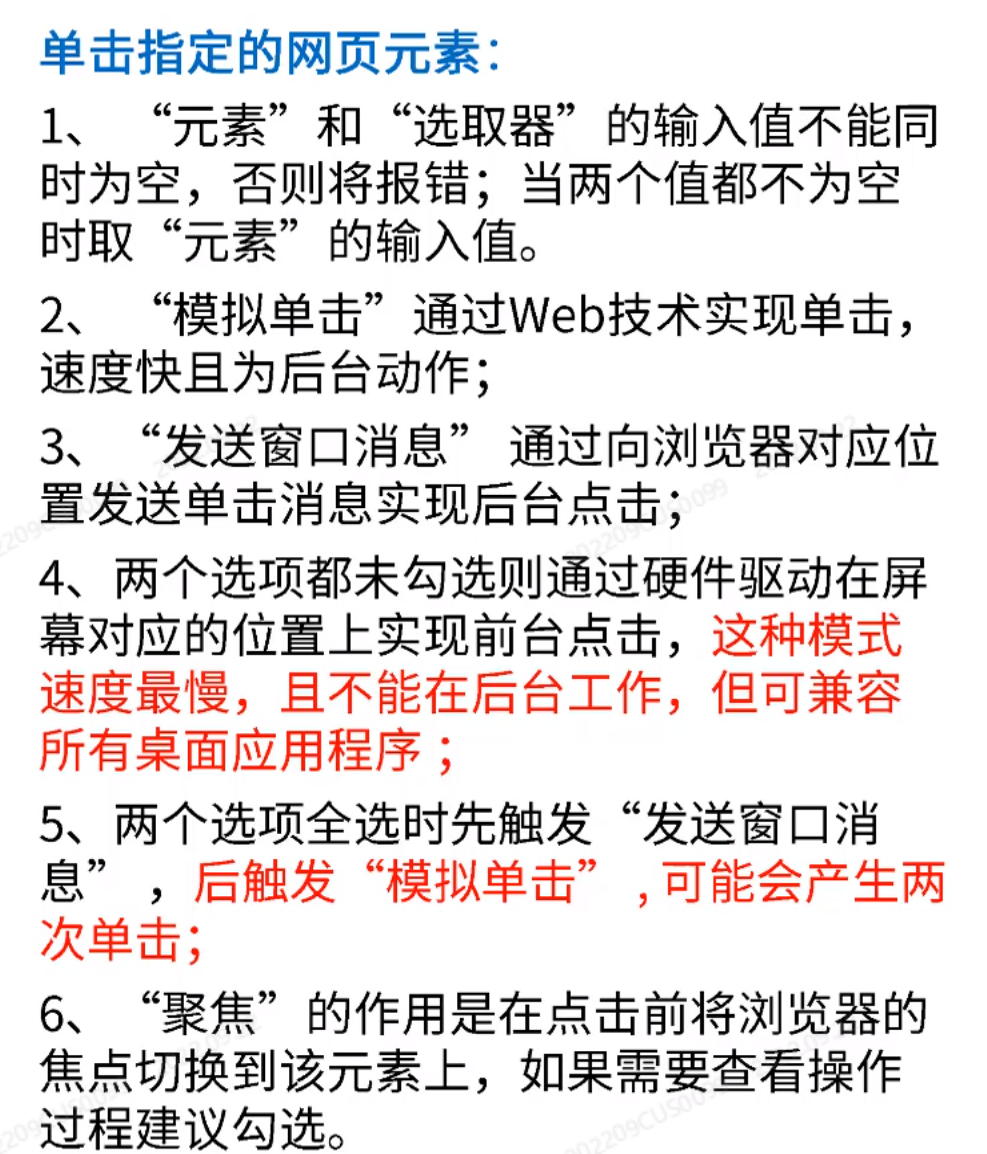 单击指定的网页元素：
1、 “元素”和“选取器”的输入值不能同
时为空，否则将报错；当两个值都不为空
时取“元素”的输入值。
2、 “模拟单击”通过Web技术实现单击，
速度快且为后台动作；
3、 “发送窗口消息” 通过向浏览器对应位
置发送单击消息实现后台点击；
4、两个选项都未勾选则通过硬件驱动在屏
幕对应的位置上实现前台点击，这种模式
速度最慢，且不能在后台工作，但可兼容
所有桌面应用程序 ；
5、两个选项全选时先触发“发送窗口消
息” ，后触发“模拟单击” , 可能会产生两
次单击；
6、 “聚焦”的作用是在点击前将浏览器的
焦点切换到该元素上，如果需要查看操作
过程建议勾选。